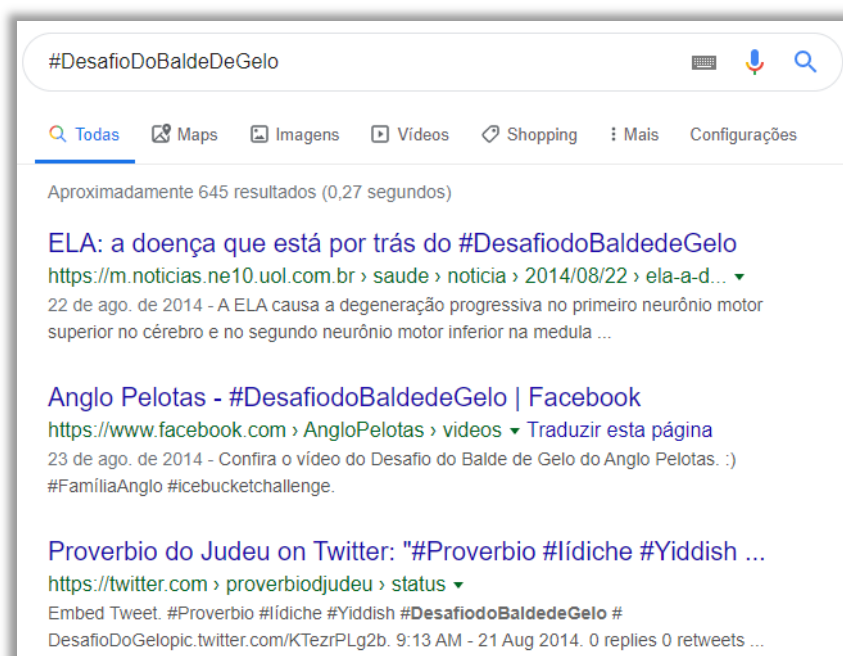 #DesafioDoBaldeDeGelo
Todas Maps Imagens Vídeos Shopping Mais Configurações
Aproximadamente 645 resultados (0,27 segundos)
ELA: a doença que está por trás do #DesafiodoBaldedeGelo
https://m.noticias.ne10.uol.com.br › saude › noticia › 2014/08/22 › ela-a-d...
22 de ago. de 2014 - A ELA causa a degeneração progressiva no primeiro neurônio motor
superior no cérebro e no segundo neurônio motor inferior na medula ...
Anglo Pelotas - #DesafiodoBaldedeGelo | Facebook
https://www.facebook.com › AngloPelotas › videos Traduzir esta página
23 de ago. de 2014 - Confira o vídeo do Desafio do Balde de Gelo do Anglo Pelotas. :)
#FamíliaAnglo #icebucketchallenge.
Proverbio do Judeu on Twitter: "#Proverbio #Iídiche #Yiddish ...
https://twitter.com › proverbiodjudeu › status
Embed Tweet. #Proverbio #Iídiche #Yiddish #DesafiodoBaldedeGelo #
DesafioDoGelopic.twitter.com/KTezrPLg2b. 9:13 AM - 21 Aug 2014. 0 replies 0 retweets ...